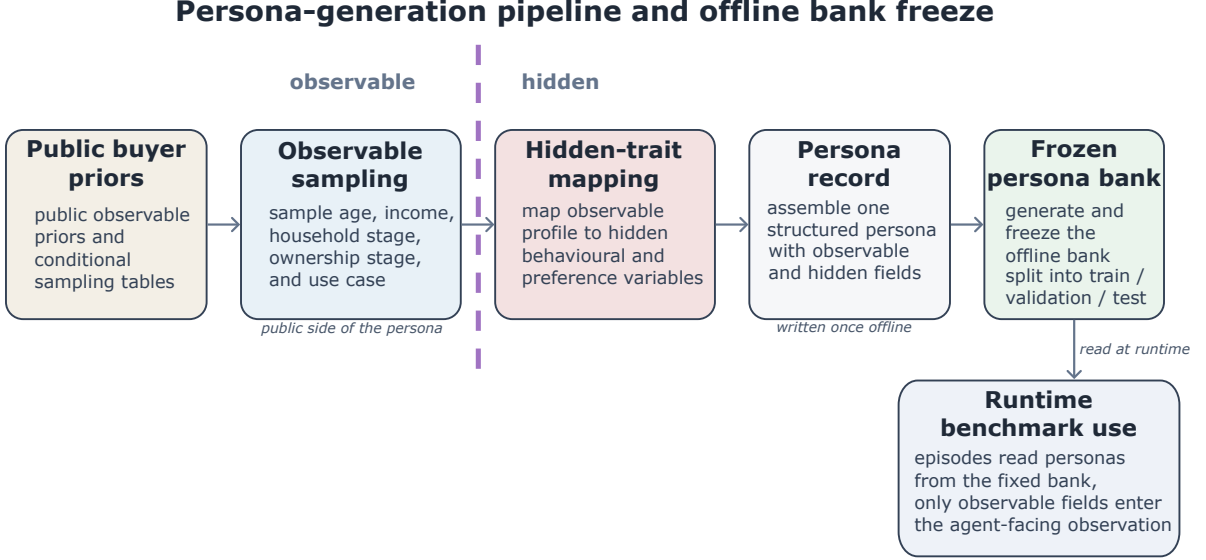 Persona-generation pipeline and offline bank freeze
observable
hidden
Public buyer
priors
public observable
priors and
conditional
sampling tables
Observable
sampling
sample age, income,
household stage,
ownership stage,
and use case
public side of the persona
Hidden-trait
mapping
map observable
profile to hidden
behavioural and
preference variables
Persona
record
assemble one
structured persona
with observable
and hidden fields
written once offline
Frozen
persona bank
generate and
freeze the
offline bank
split into train /
validation / test
read at runtime
Runtime
benchmark use
episodes read personas
from the fixed bank,
only observable fields enter
the agent-facing observation